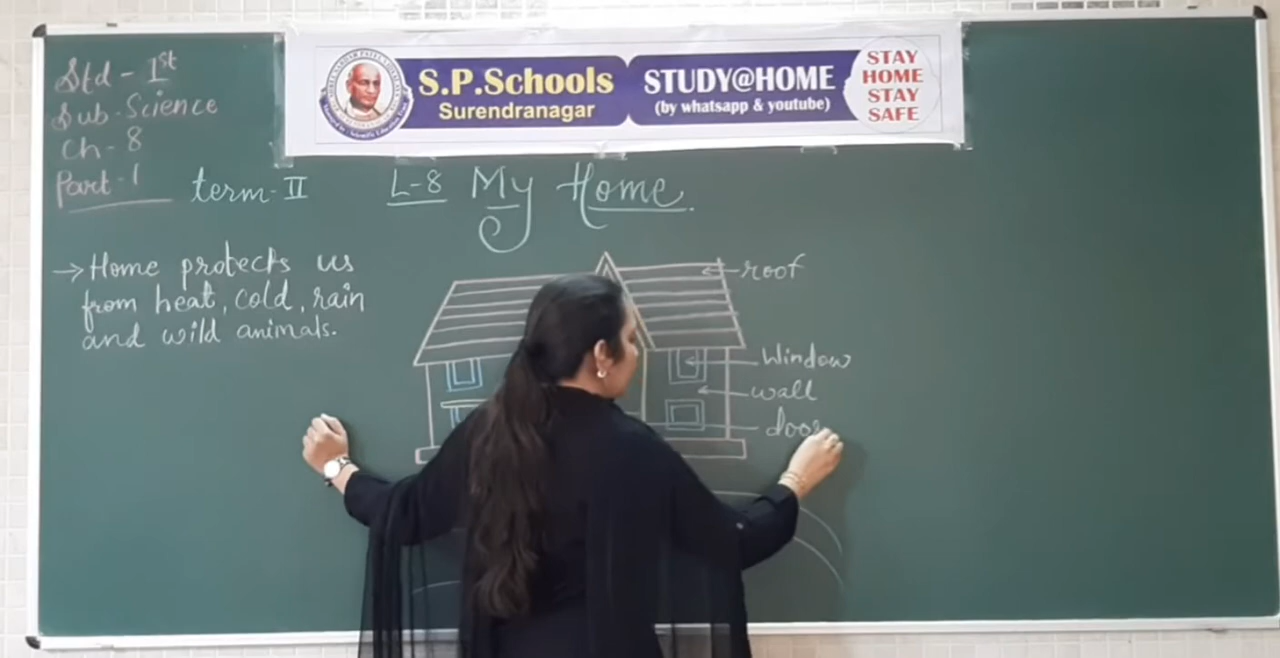 Std - 1st
Sub. Science
Ch - 8
Part - 1
term - II
S.P.Schools
Surendranagar
STUDY@HOME
(by whatsapp & youtube)
STAY
HOME
STAY
SAFE
L-8 My Home.
→ Home protects us
from heat, cold, rain
and wild animals.
roof
Window
wall
door